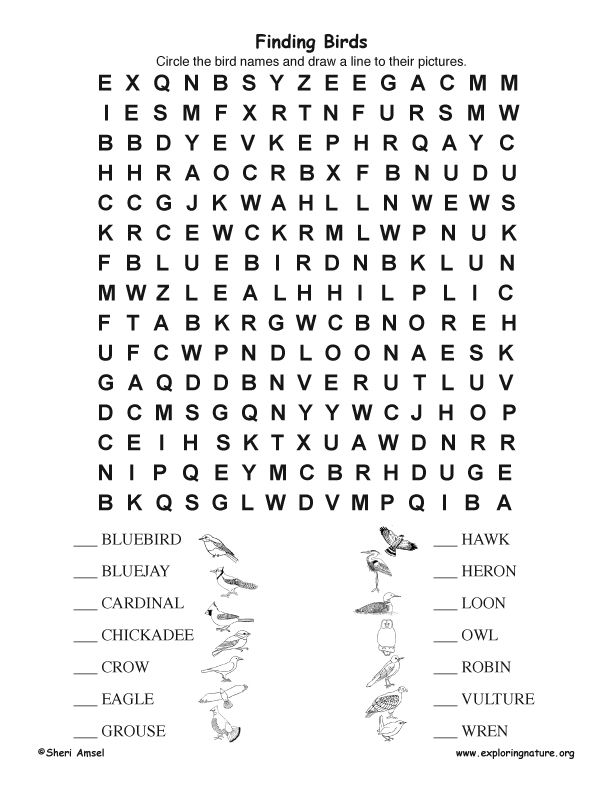 Finding Birds
Circle the bird names and draw a line to their pictures.
E X Q N B S Y Z E E G A C M M
I E S M F X R T N F U R S M W
B B D Y E V K E P H R Q A Y C
H H R A O C R B X F B N U D U
C C G J K W A H L L N W E W S
K R C E W C K R M L W P N U K
F B L U E B I R D N B K L U N
M W Z L E A L H H I L P L I C
F T A B K R G W C B N O R E H
U F C W P N D L O O N A E S K
G A Q D D B N V E R U T L U V
D C M S G Q N Y Y W C J H O P
C E I H S K T X U A W D N R R
N I P Q E Y M C B R H D U G E
B K Q S G L W D V M P Q I B A
___ BLUEBIRD
___ BLUEJAY
___ CARDINAL
___ CHICKADEE
___ CROW
___ EAGLE
___ GROUSE
___ HAWK
___ HERON
___ LOON
___ OWL
___ ROBIN
___ VULTURE
___ WREN
©Sheri Amsel
www.exploringnature.org